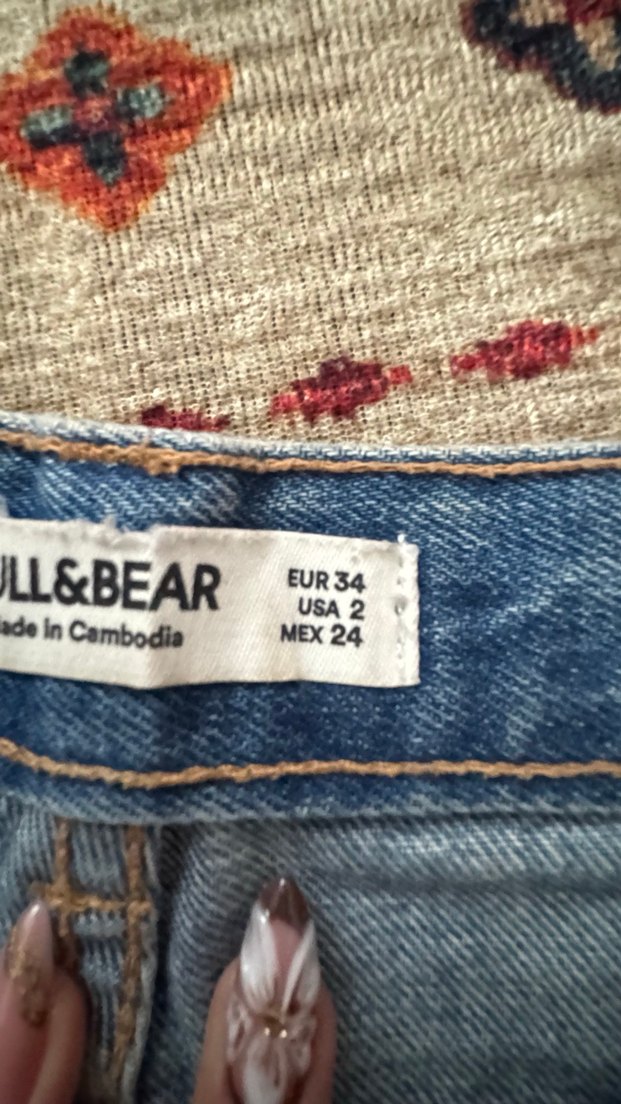 ULL&BEAR
ade In Cambodia
EUR 34
USA 2
MEX 24